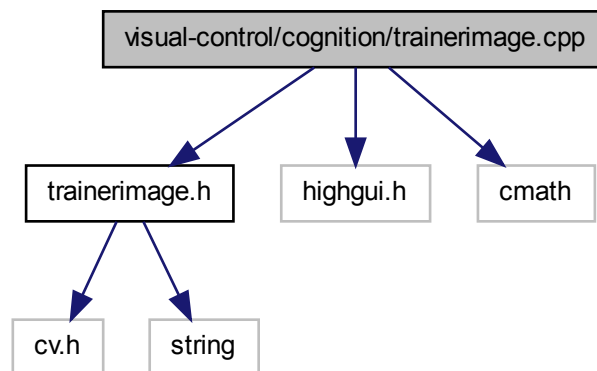 visual-control/cognition/trainerimage.cpp
trainerimage.h
highgui.h
cmath
cv.h
string